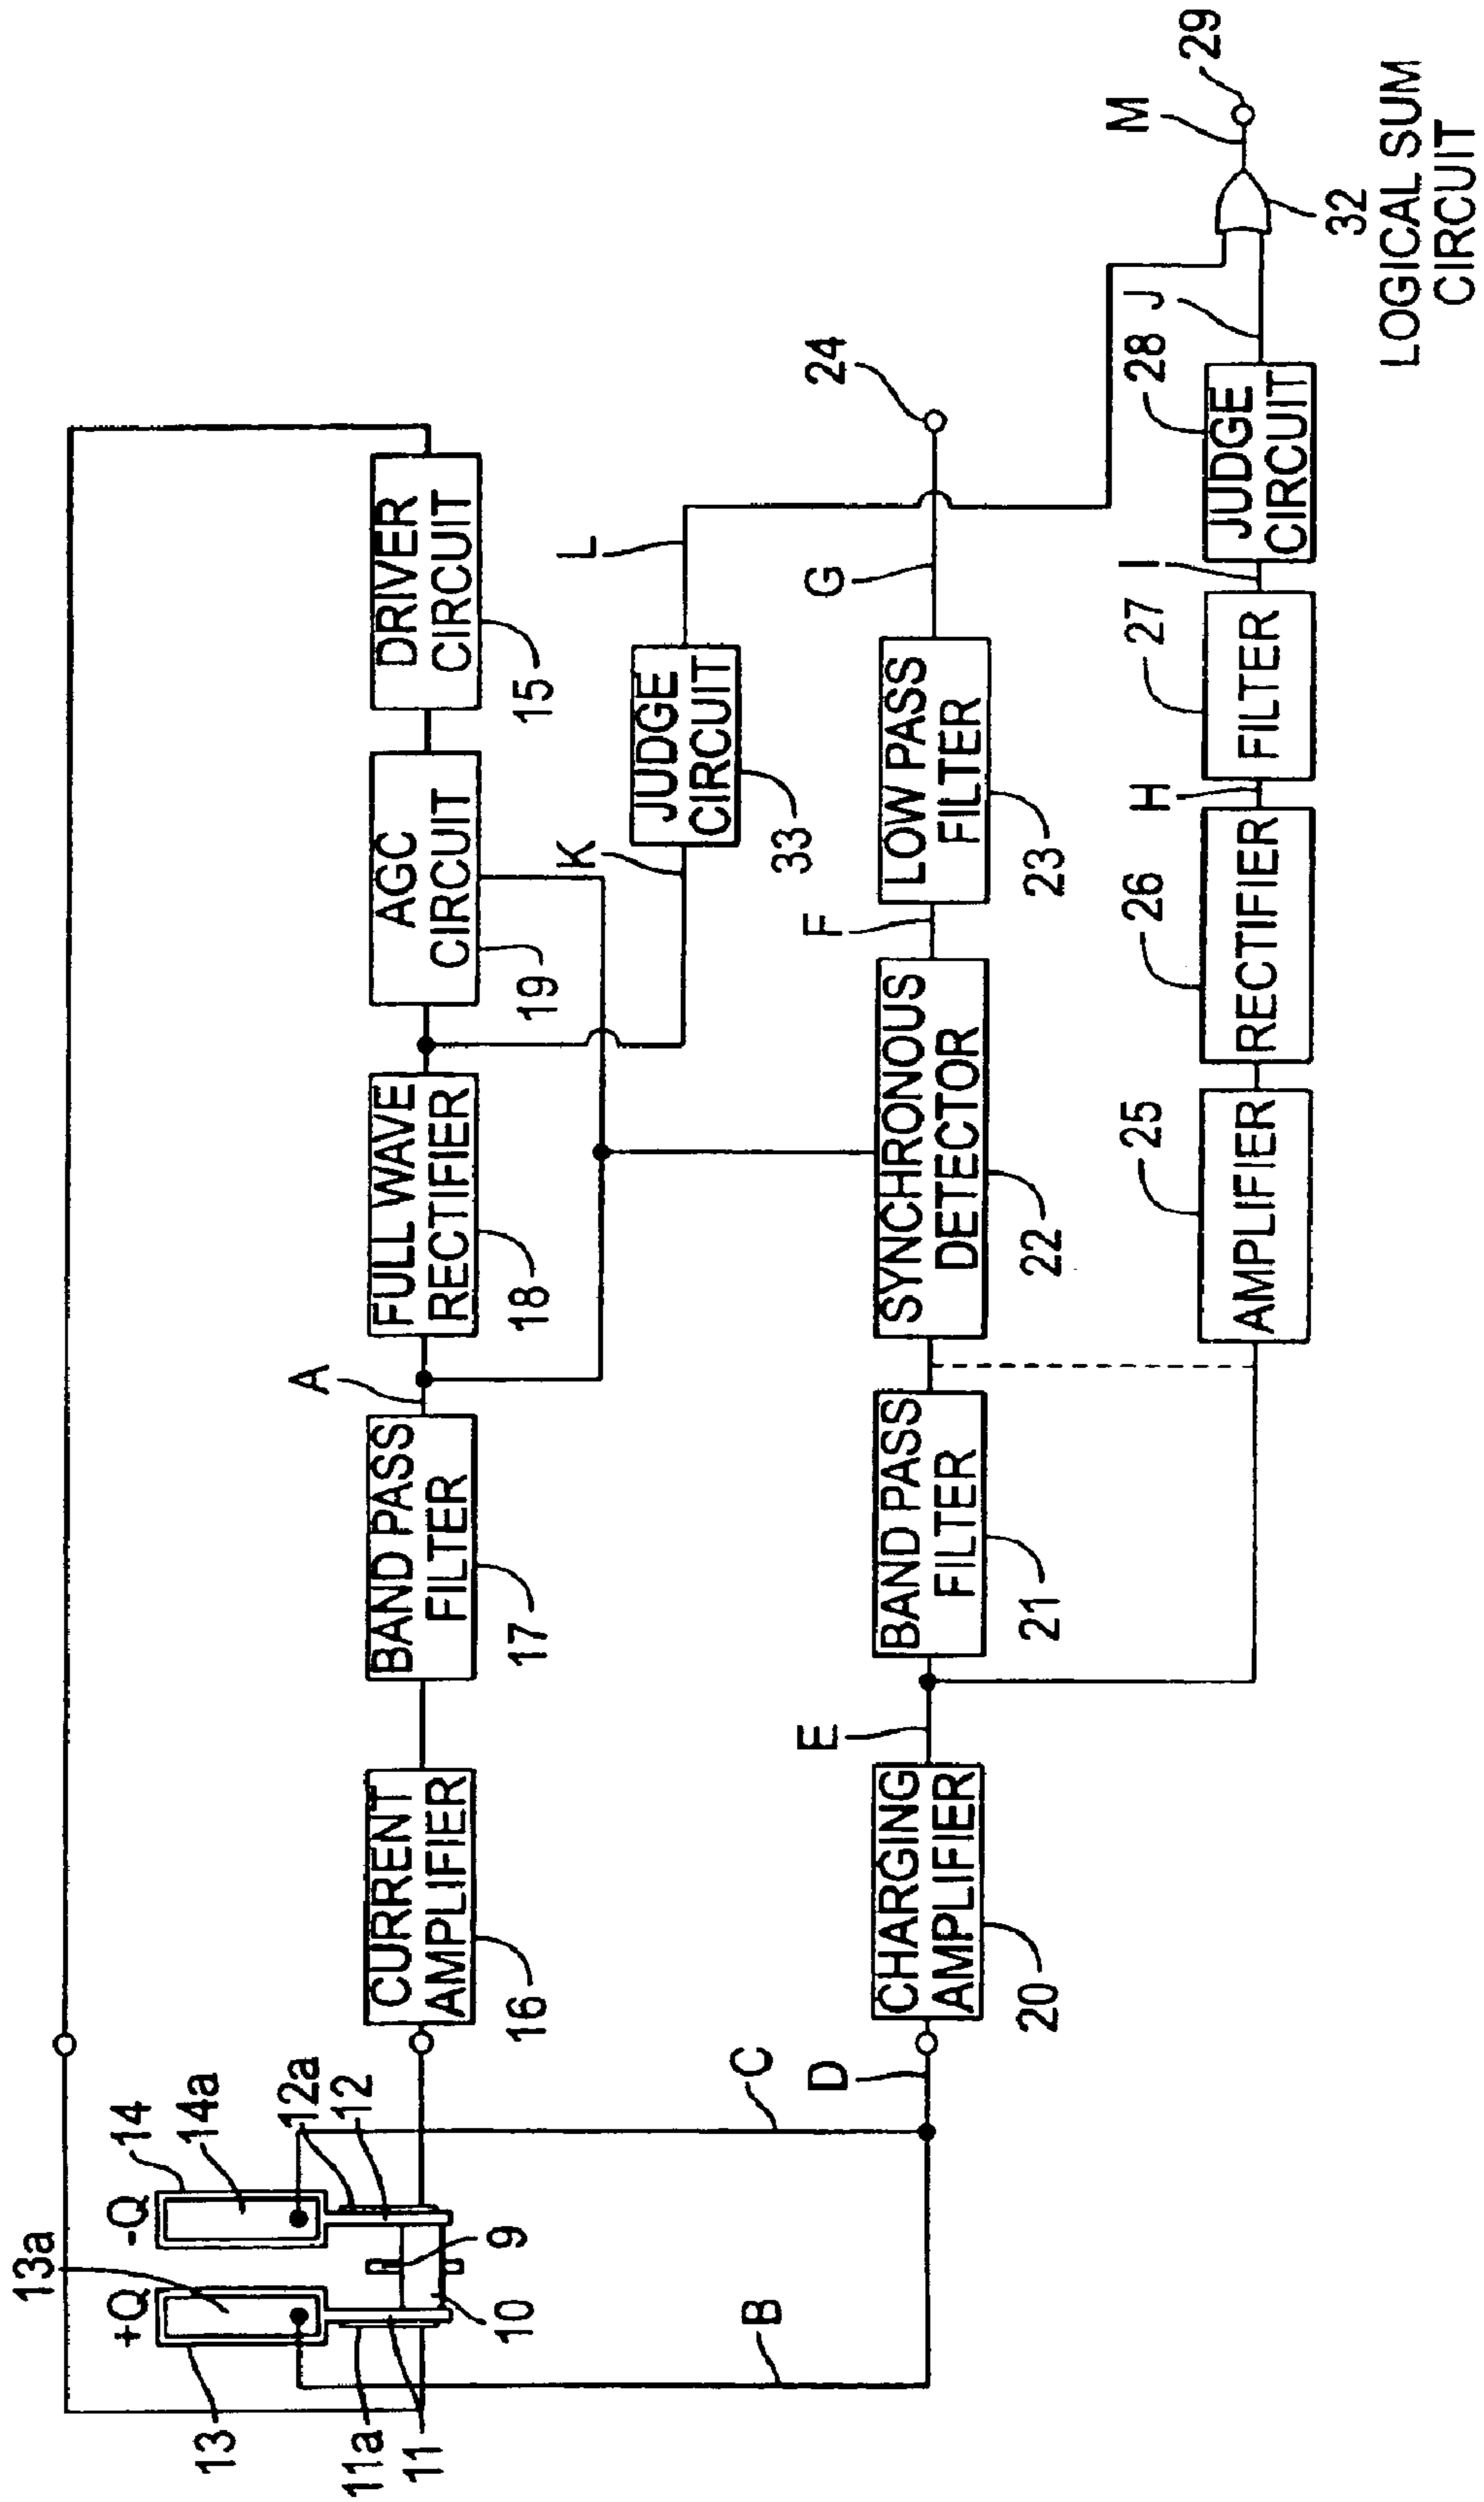 13a
+Q
-Q
14
14a
12a
12
13
11a
11
10
9
CURRENT
AMPLIFIER
16
BAND PASS
FILTER
17
A
FULL WAVE
RECTIFIER
18
AGC
CIRCUIT
19
DRIVER
CIRCUIT
15
K
JUDGE
CIRCUIT
33
L
B
C
D
CHARGING
AMPLIFIER
20
E
BAND PASS
FILTER
21
SYNCHRONOUS
DETECTOR
22
F
LOW PASS
FILTER
23
G
24
AMPLIFIER
25
RECTIFIER
26
H
FILTER
27
I
JUDGE
CIRCUIT
28
J
M
29
32
LOGICAL SUM
CIRCUIT